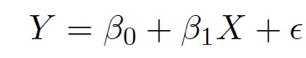 Y = β₀ + β₁X + ϵ